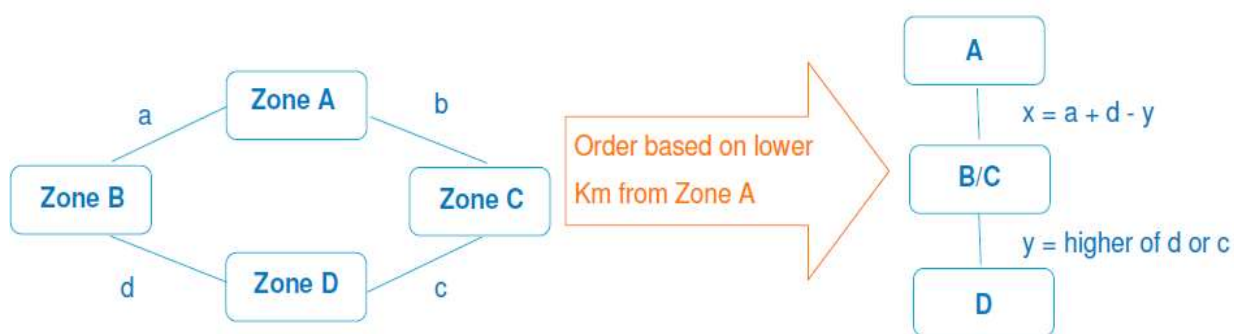 Zone A
a
b
Zone B
Zone C
d
Zone D
c
Order based on lower
Km from Zone A
A
x = a + d - y
B/C
y = higher of d or c
D